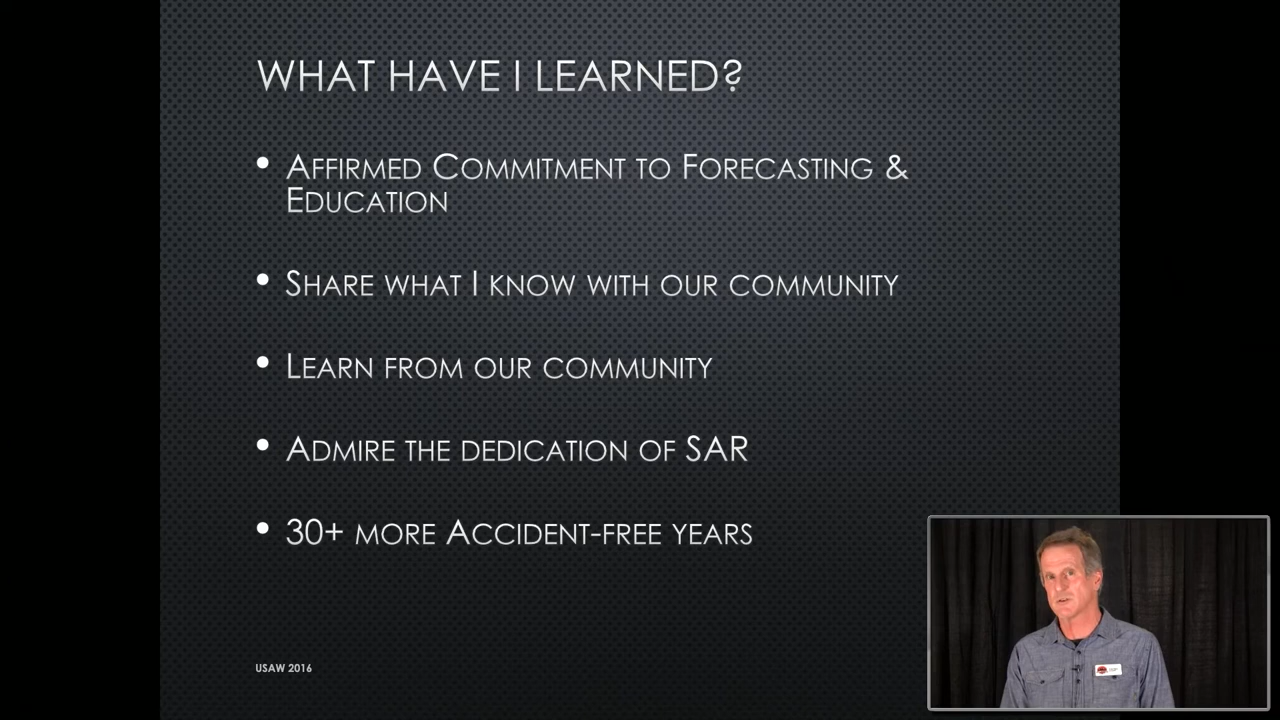 WHAT HAVE I LEARNED?
• AFFIRMED COMMITMENT TO FORECASTING &
EDUCATION
• SHARE WHAT I KNOW WITH OUR COMMUNITY
• LEARN FROM OUR COMMUNITY
• ADMIRE THE DEDICATION OF SAR
• 30+ MORE ACCIDENT-FREE YEARS
USAW 2016